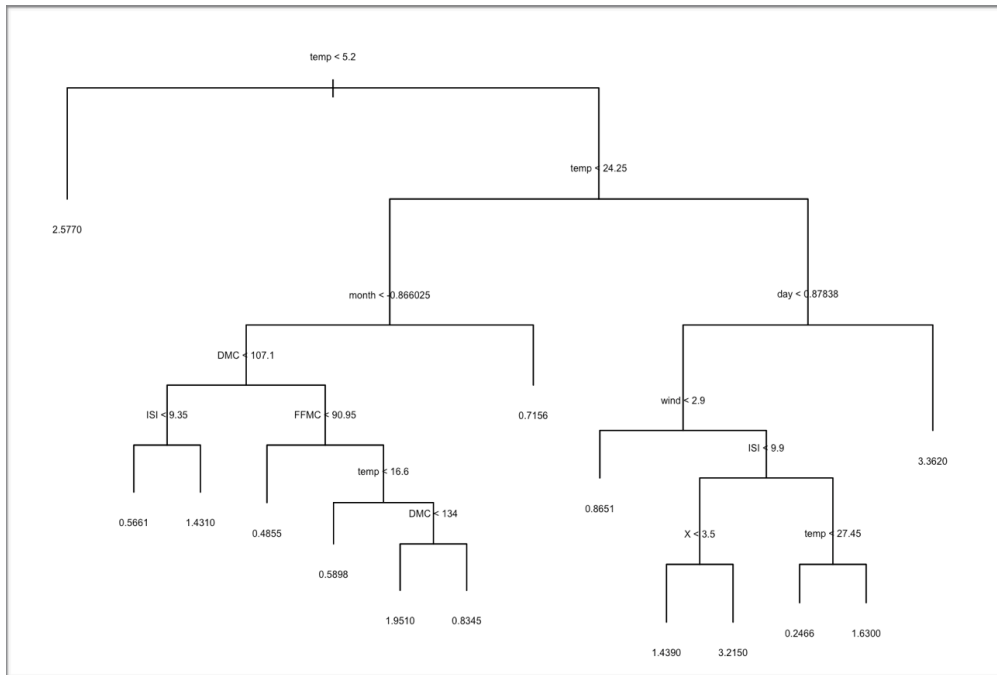 temp < 5.2
temp < 24.25
2.5770
month < -0.866025
day < 0.87838
DMC < 107.1
wind < 2.9
ISI < 9.35
FFMC < 90.95
0.7156
ISI < 9.9
3.3620
temp < 16.6
0.8651
DMC < 134
0.5661
1.4310
0.4855
X < 3.5
temp < 27.45
0.5898
1.9510
0.8345
0.2466
1.6300
1.4390
3.2150